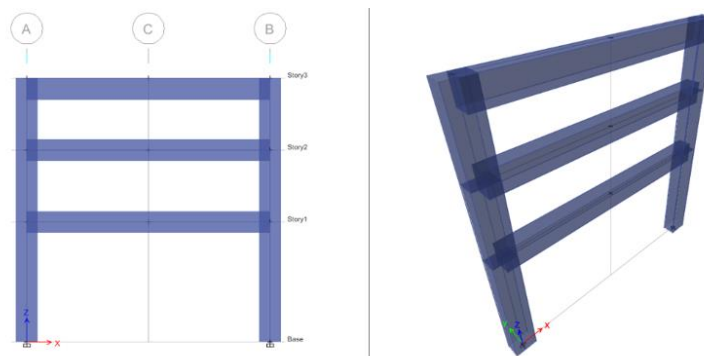 A C B
Story3
Story2
Story1
Z
X
Base
Y Z X